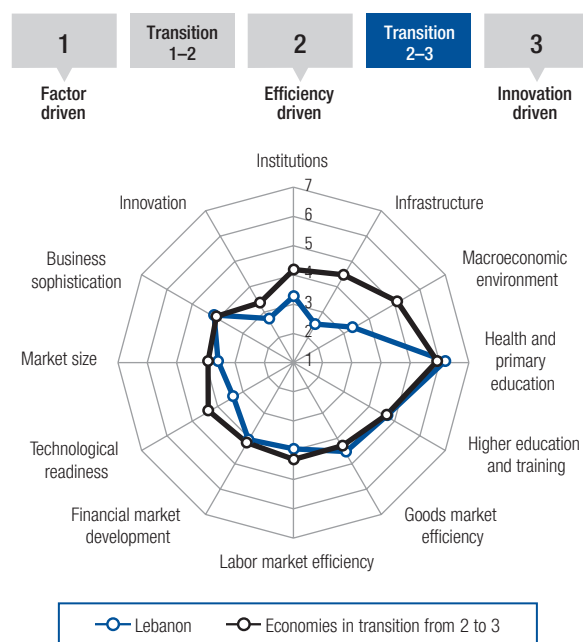 1
Transition
1–2
2
Transition
2–3
3
Factor
driven
Efficiency
driven
Innovation
driven
Institutions
7
6
5
4
3
2
1
Infrastructure
Macroeconomic
environment
Health and
primary
education
Higher education
and training
Goods market
efficiency
Labor market efficiency
Financial market
development
Technological
readiness
Market size
Business
sophistication
Innovation
Lebanon
Economies in transition from 2 to 3